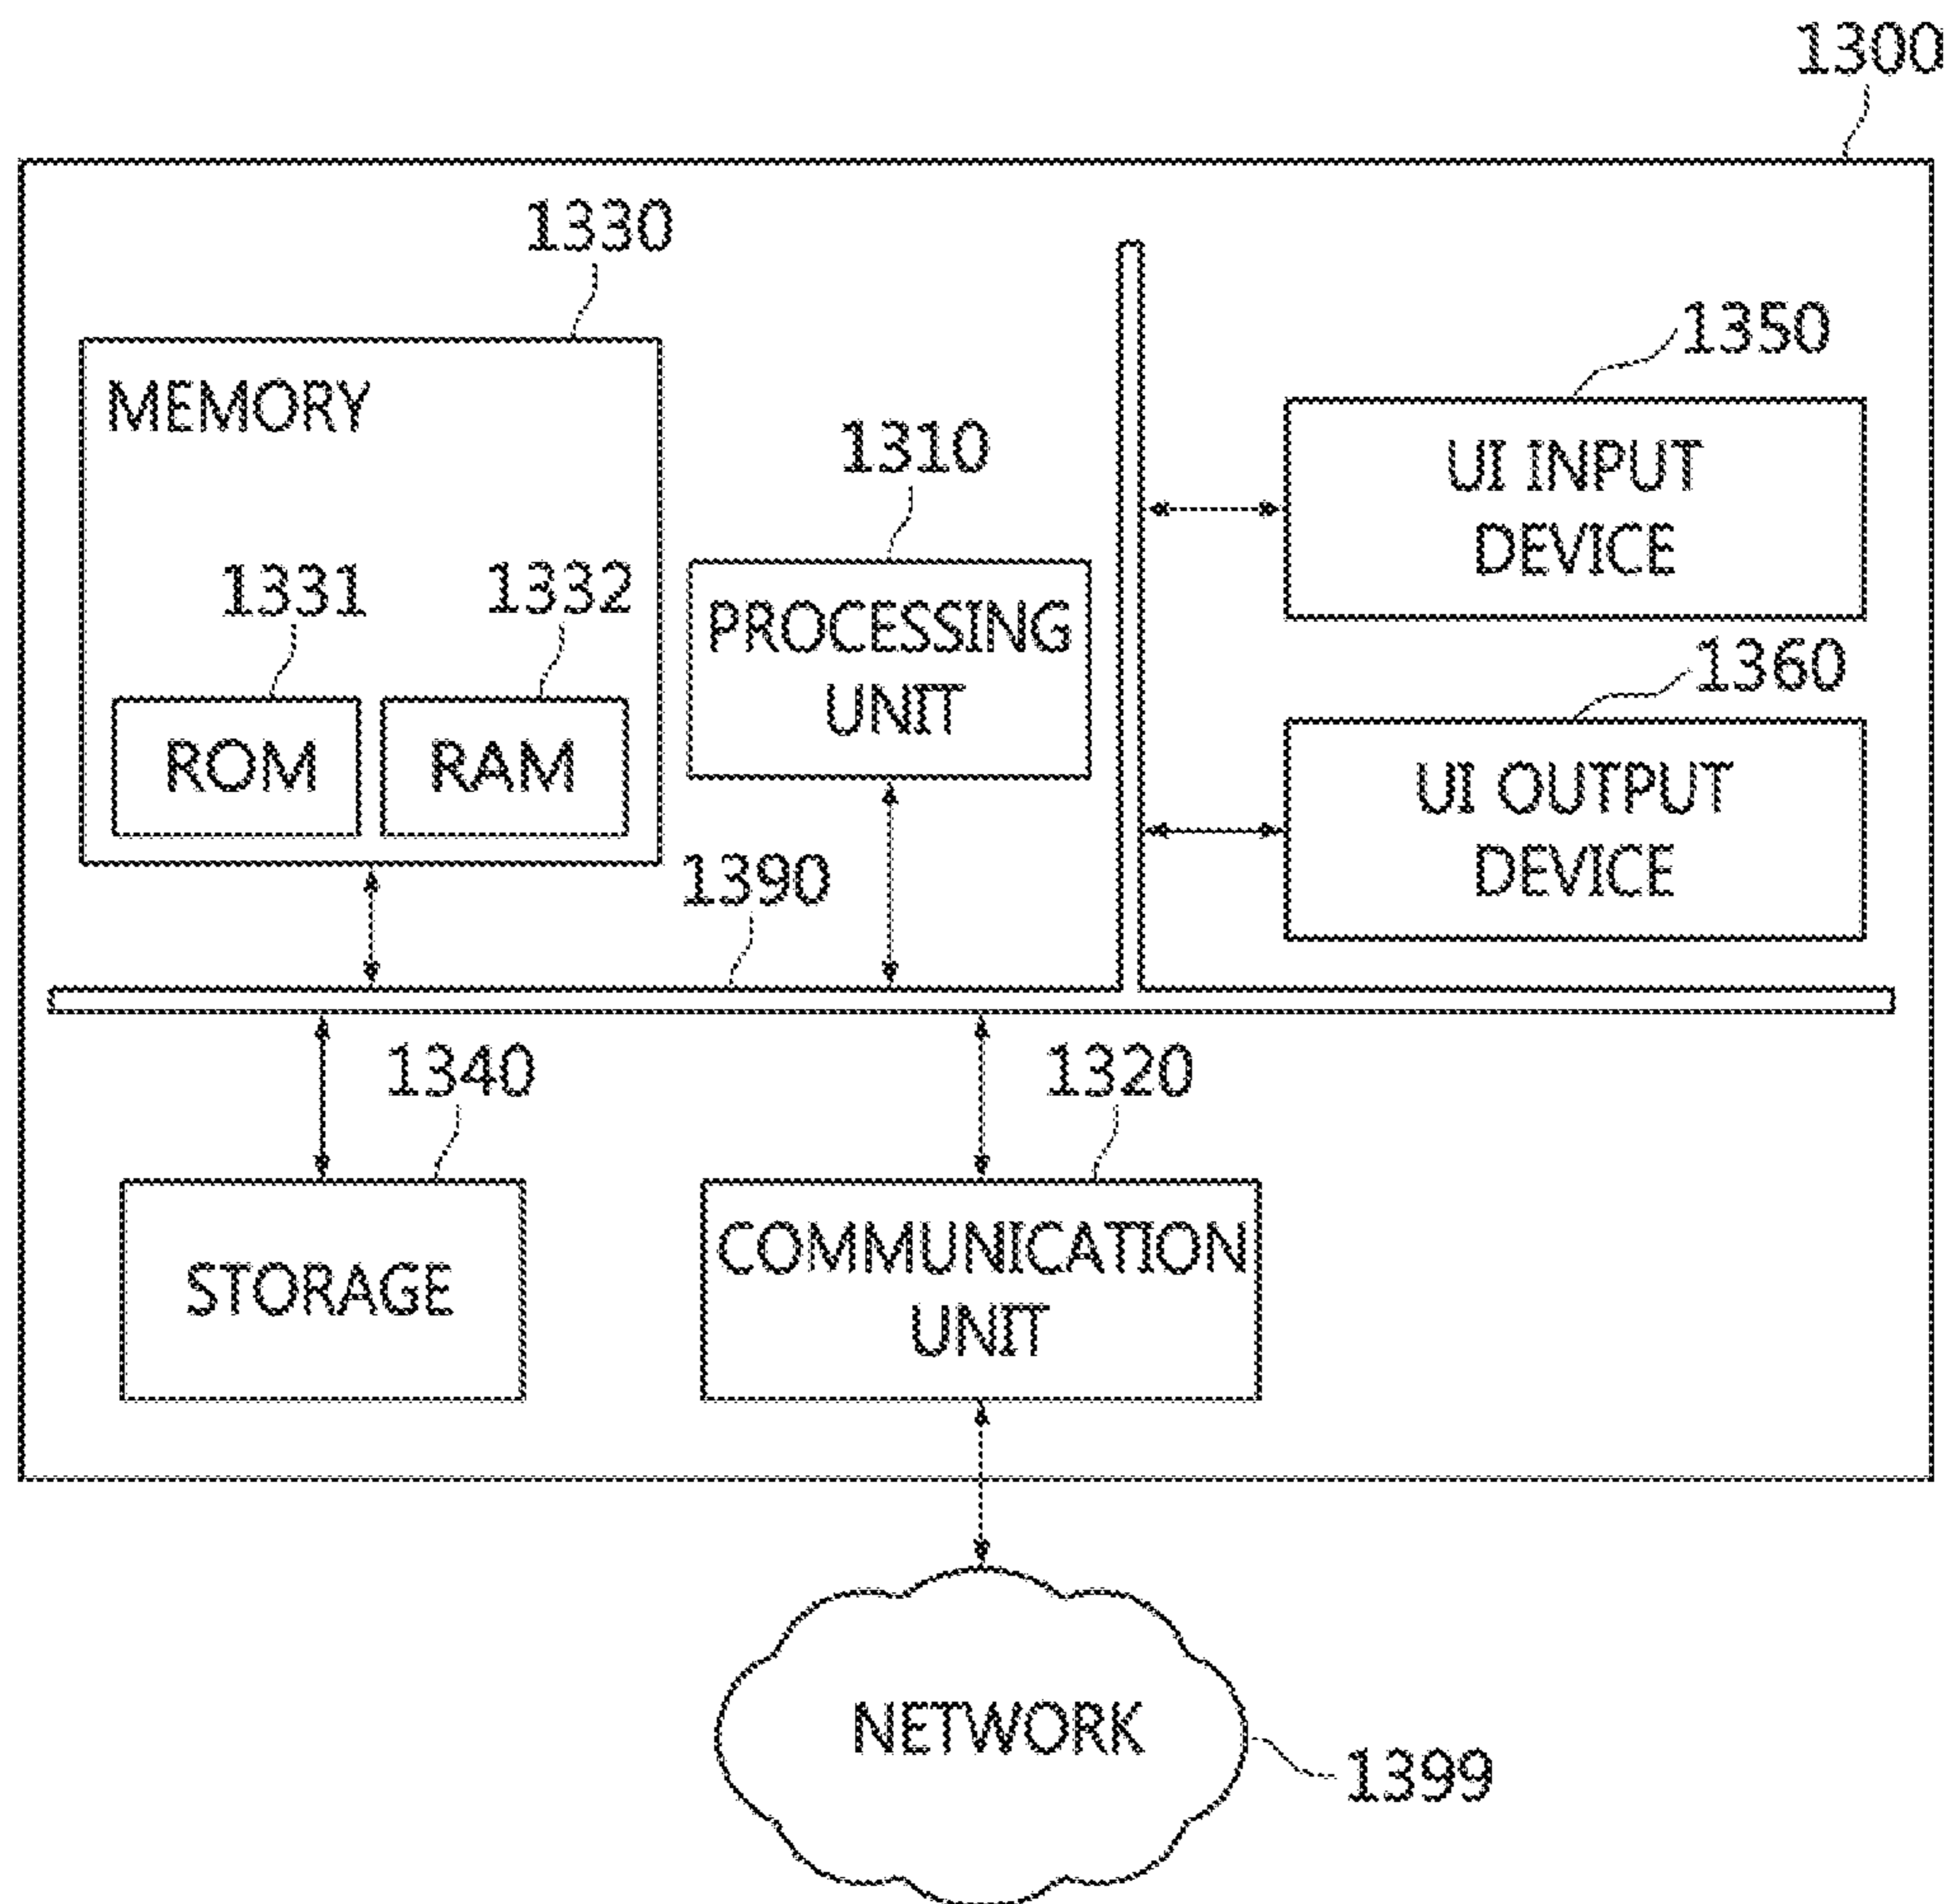 1300
1330
MEMORY
1331
1332
ROM
RAM
1310
PROCESSING
UNIT
1350
UI INPUT
DEVICE
1360
UI OUTPUT
DEVICE
1390
1340
STORAGE
1320
COMMUNICATION
UNIT
NETWORK
1399